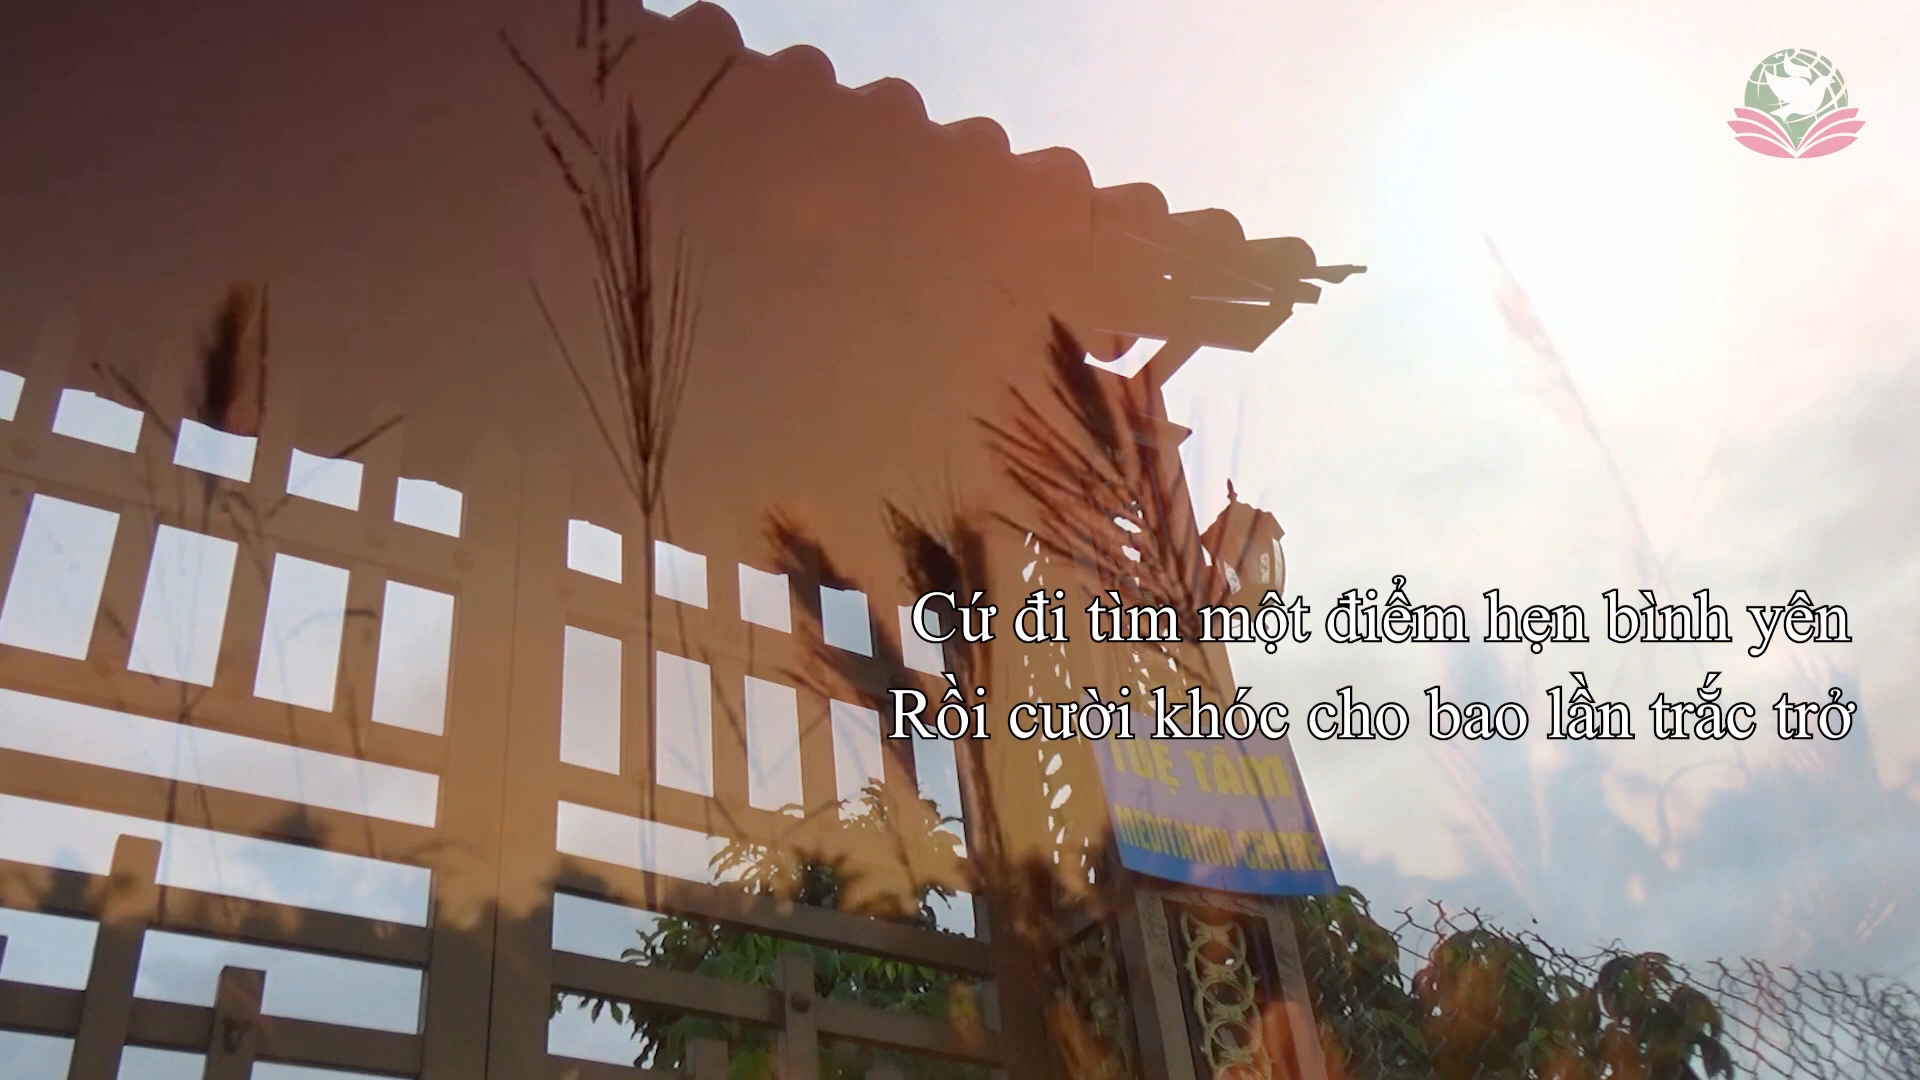 Cứ đi tìm một điểm hẹn bình yên
Rồi cười khóc cho bao lần trắc trở
TUỆ TÂM
MEDITATION CENTRE